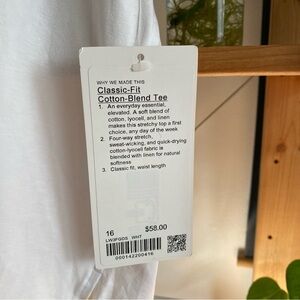 WHY WE MADE THIS
Classic-Fit
Cotton-Blend Tee
1. An everyday essential,
elevated. A soft blend of
cotton, lyocell, and linen
makes this stretchy top a first
choice, any day of the week
2. Four-way stretch,
sweat-wicking, and quick-drying
cotton-lyocell fabric is
blended with linen for natural
softness
3. Classic fit, waist length
16 $58.00
LW3FGDS WHT
000142200416